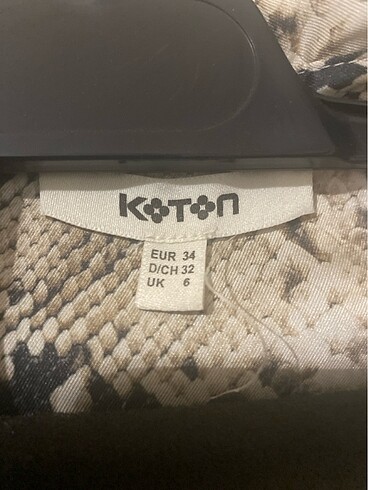 KOTON
EUR 34
D/CH 32
UK 6